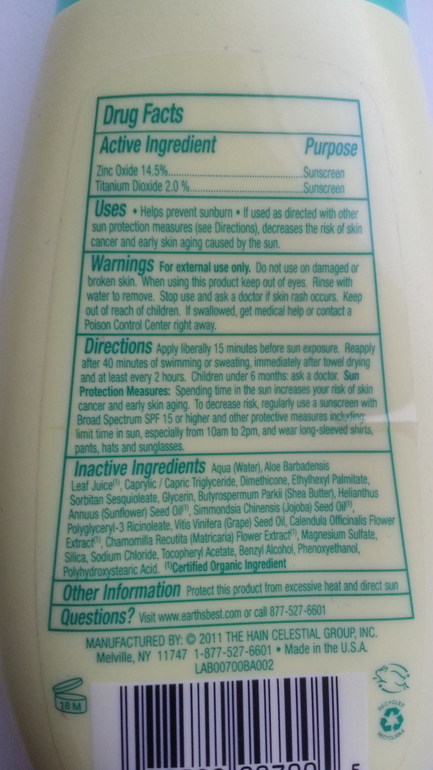 Drug Facts
Active Ingredient Purpose
Zinc Oxide 14.5%..............................Sunscreen
Titanium Dioxide 2.0 %..........................Sunscreen
Uses • Helps prevent sunburn • If used as directed with other
sun protection measures (see Directions), decreases the risk of skin
cancer and early skin aging caused by the sun.
Warnings For external use only. Do not use on damaged or
broken skin. When using this product keep out of eyes. Rinse with
water to remove. Stop use and ask a doctor if skin rash occurs. Keep
out of reach of children. If swallowed, get medical help or contact a
Poison Control Center right away.
Directions Apply liberally 15 minutes before sun exposure. Reapply
after 40 minutes of swimming or sweating, immediately after towel drying
and at least every 2 hours. Children under 6 months: ask a doctor. Sun
Protection Measures: Spending time in the sun increases your risk of skin
cancer and early skin aging. To decrease risk, regularly use a sunscreen with
Broad Spectrum SPF 15 or higher and other protective measures including:
limit time in sun, especially from 10am to 2pm, and wear long-sleeved shirts,
pants, hats and sunglasses.
Inactive Ingredients Aqua (Water), Aloe Barbadensis
Leaf Juice(1), Caprylic / Capric Triglyceride, Dimethicone, Ethylhexyl Palmitate,
Sorbitan Sesquioleate, Glycerin, Butyrospermum Parkii (Shea Butter), Helianthus
Annuus (Sunflower) Seed Oil(1), Simmondsia Chinensis (Jojoba) Seed Oil(1),
Polyglyceryl-3 Ricinoleate, Vitis Vinifera (Grape) Seed Oil, Calendula Officinalis Flower
Extract(1), Chamomilla Recutita (Matricaria) Flower Extract(1), Magnesium Sulfate,
Silica, Sodium Chloride, Tocopheryl Acetate, Benzyl Alcohol, Phenoxyethanol,
Polyhydroxystearic Acid. (1)Certified Organic Ingredient
Other Information Protect this product from excessive heat and direct sun
Questions? Visit www.earthsbest.com or call 877-527-6601
MANUFACTURED BY: © 2011 THE HAIN CELESTIAL GROUP, INC.
Melville, NY 11747 1-877-527-6601 • Made in the U.S.A.
LAB00700BA002
18 M
RECYCLED
RECYCLABLE
5